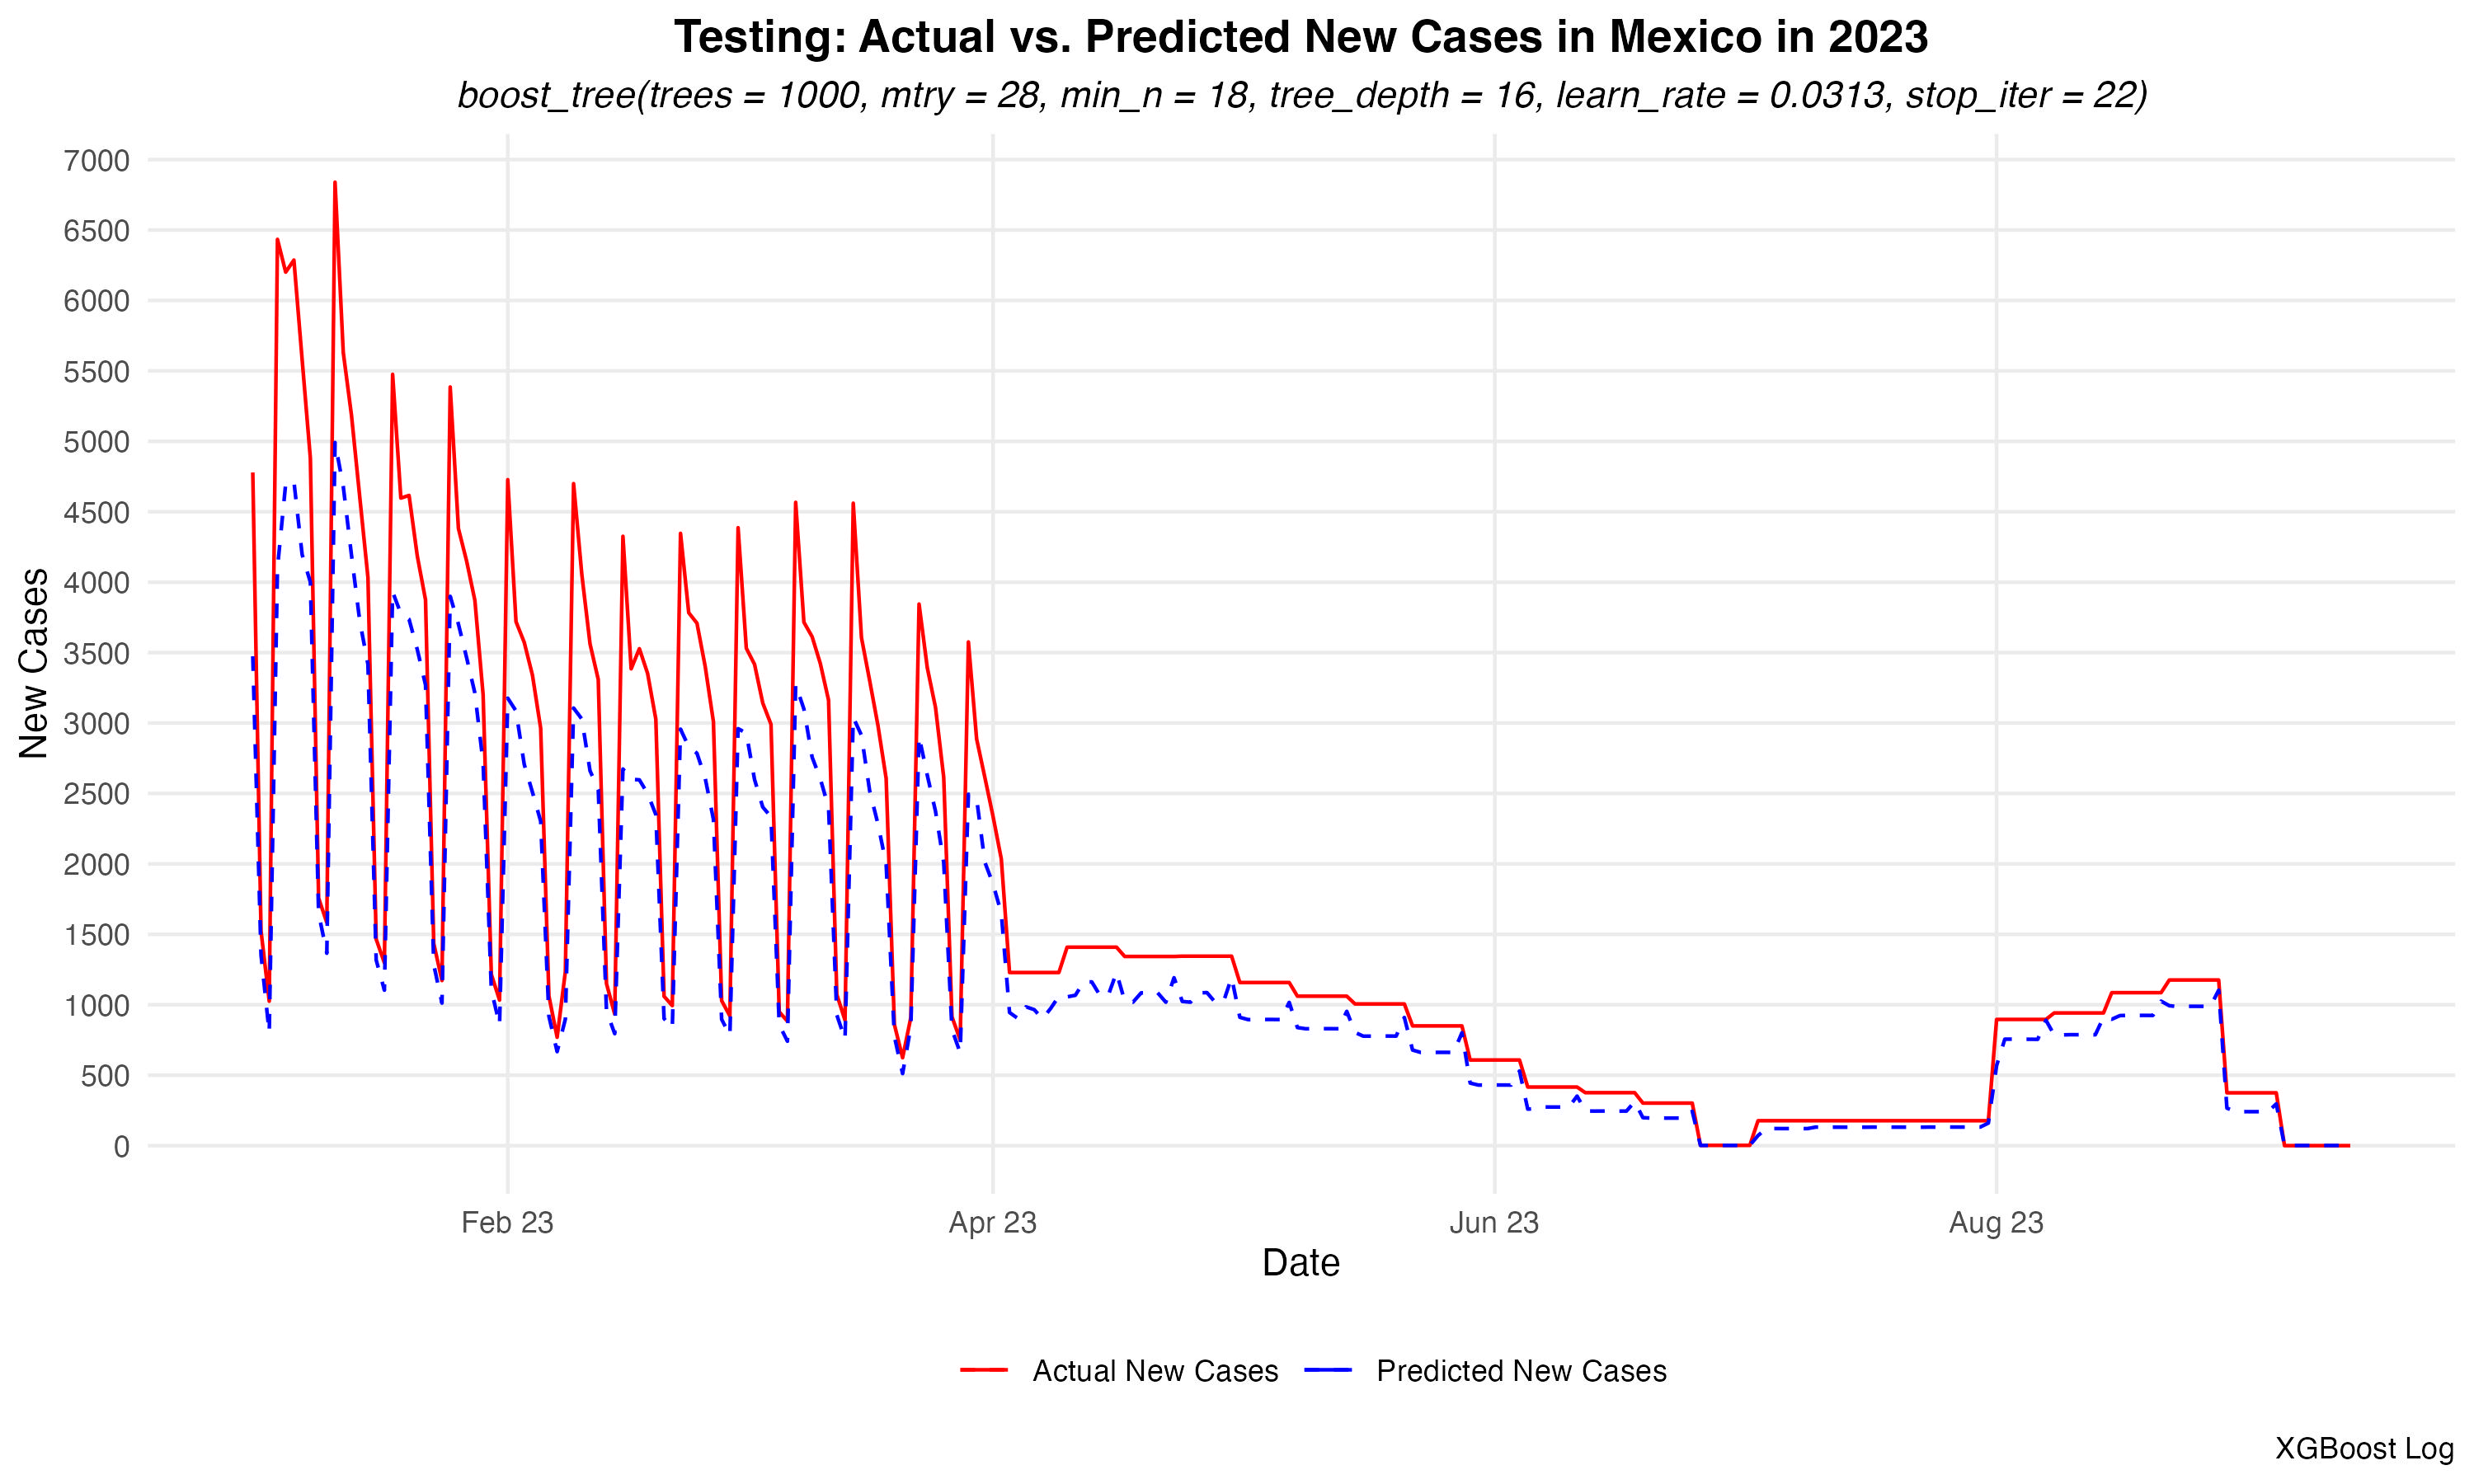 Testing: Actual vs. Predicted New Cases in Mexico in 2023
boost_tree(trees = 1000, mtry = 28, min_n = 18, tree_depth = 16, learn_rate = 0.0313, stop_iter = 22)
New Cases
7000
6500
6000
5500
5000
4500
4000
3500
3000
2500
2000
1500
1000
500
0
Feb 23 Apr 23 Jun 23 Aug 23
Date
Actual New Cases Predicted New Cases
XGBoost Log